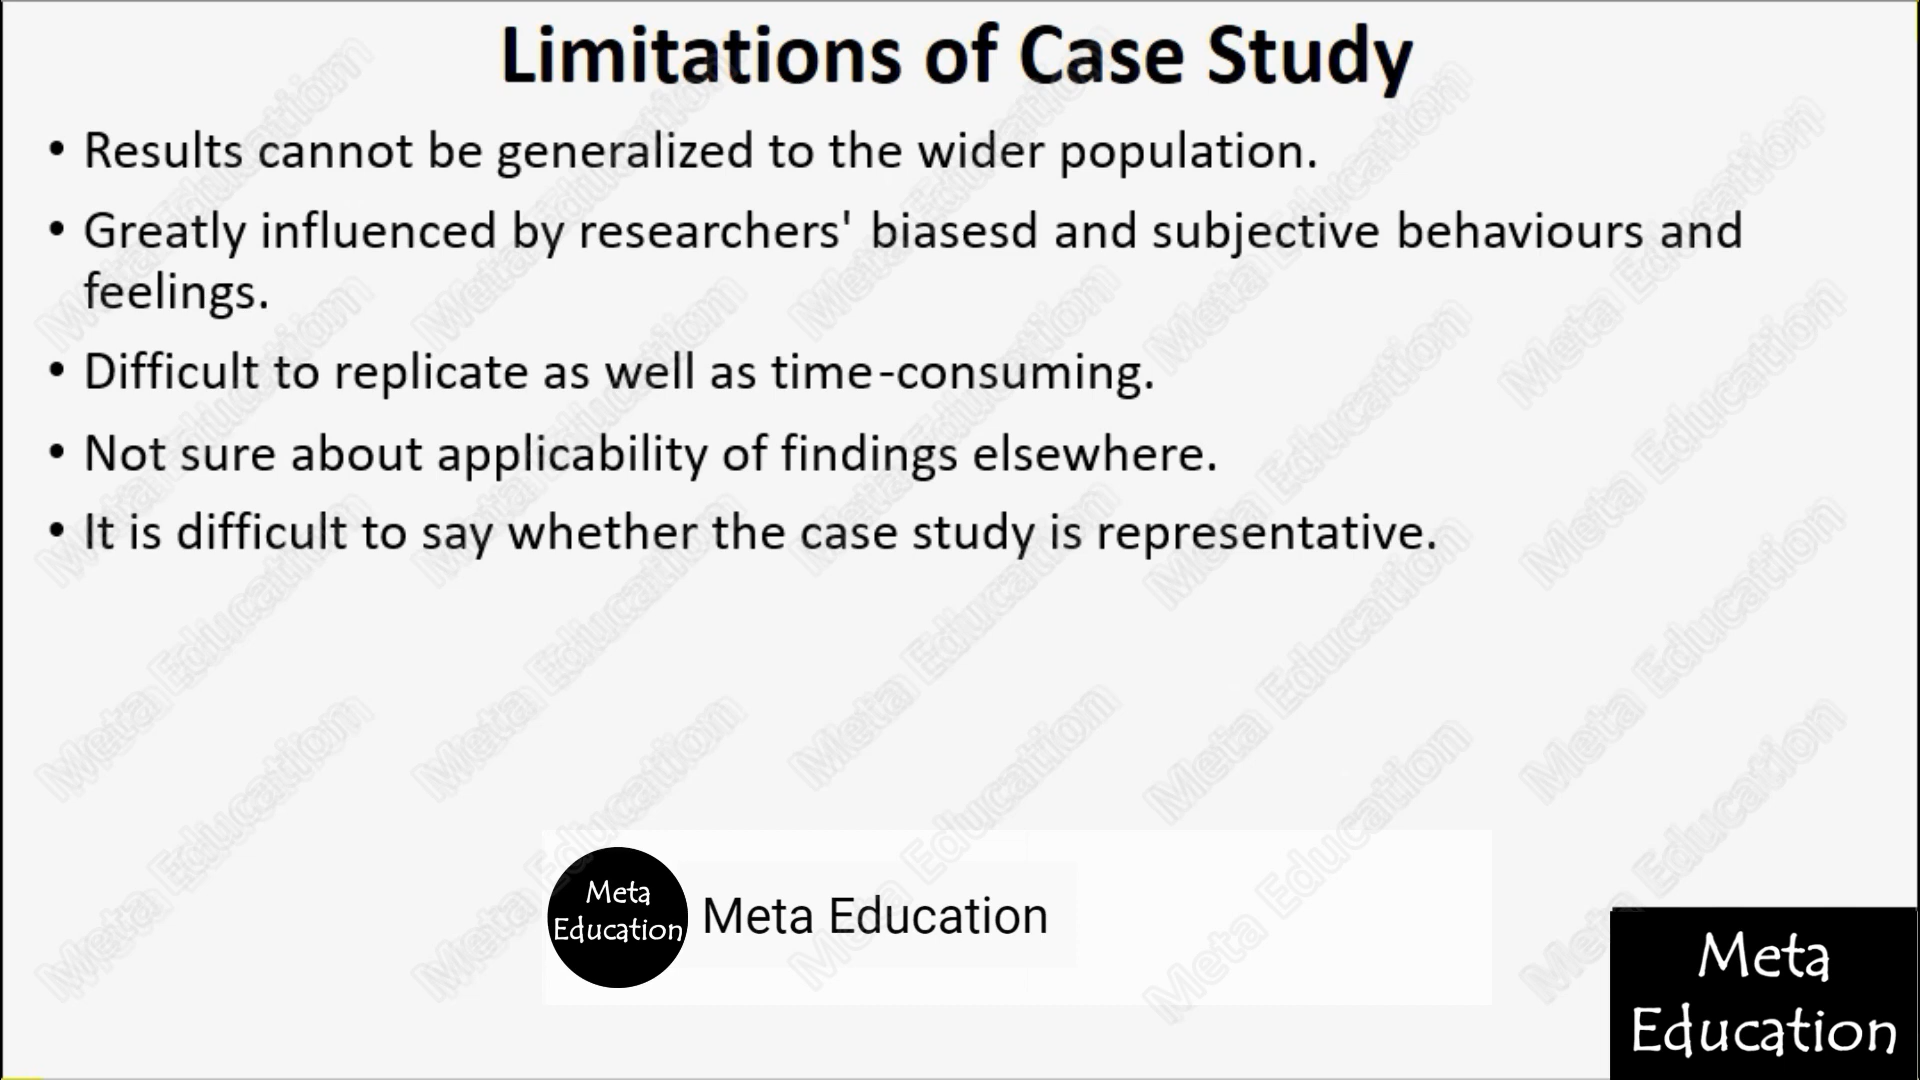 Limitations of Case Study
• Results cannot be generalized to the wider population.
• Greatly influenced by researchers' biasesd and subjective behaviours and
feelings.
• Difficult to replicate as well as time-consuming.
• Not sure about applicability of findings elsewhere.
• It is difficult to say whether the case study is representative.
Meta
Education
Meta Education
Meta
Education